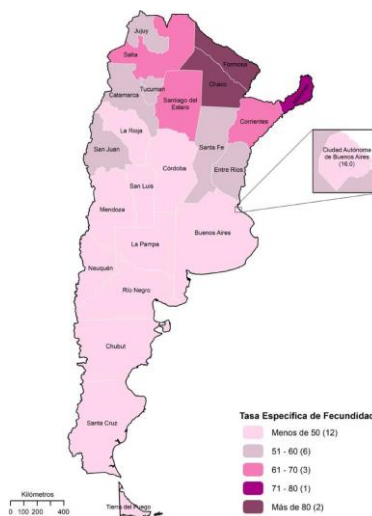 Jujuy
Salta
Formosa
Chaco
Catamarca
Tucuman
Santiago del
Estero
Corrientes
La Rioja
Santa Fe
San Juan
Córdoba
Entre Ríos
Ciudad Autónoma
de Buenos Aires
(16.0)
San Luis
Mendoza
Buenos Aires
La Pampa
Neuquén
Río Negro
Chubut
Santa Cruz
Tierra del Fuego
Tasa Específica de Fecundidad
Menos de 50 (12)
51 - 60 (6)
61 - 70 (3)
71 - 80 (1)
Más de 80 (2)
Kilómetros
0 100 200 400